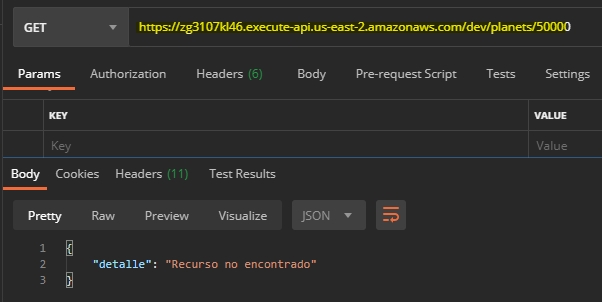 GET https://zg3107kl46.execute-api.us-east-2.amazonaws.com/dev/planets/50000
Params Authorization Headers (6) Body Pre-request Script Tests Settings
KEY VALUE
Key Value
Body Cookies Headers (11) Test Results
Pretty Raw Preview Visualize JSON
1 {
2 "detalle": "Recurso no encontrado"
3 }